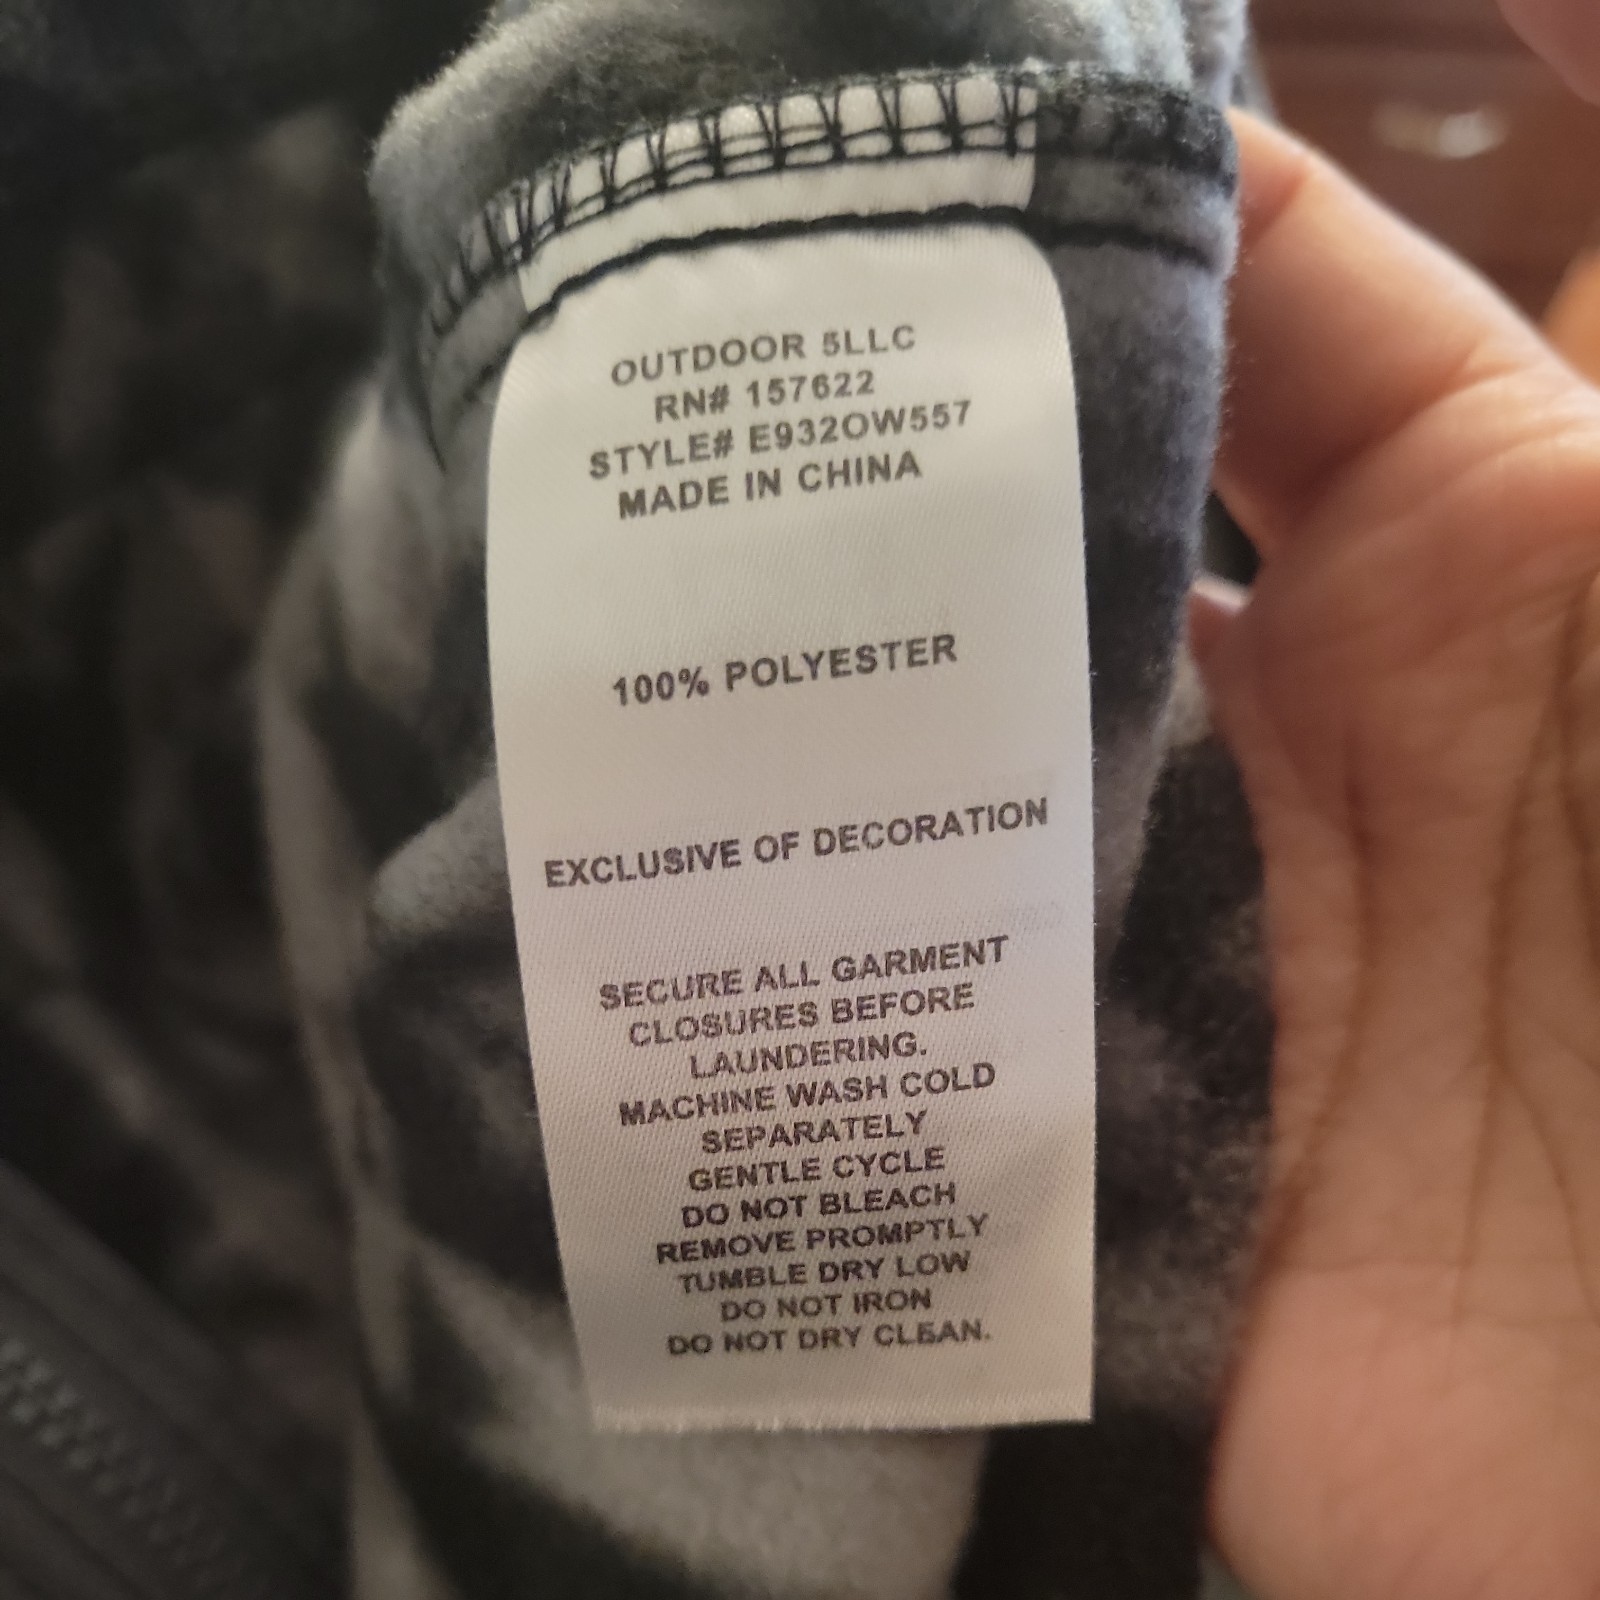 OUTDOOR 5LLC
RN# 157622
STYLE# E932OW557
MADE IN CHINA
100% POLYESTER
EXCLUSIVE OF DECORATION
SECURE ALL GARMENT
CLOSURES BEFORE
LAUNDERING.
MACHINE WASH COLD
SEPARATELY
GENTLE CYCLE
DO NOT BLEACH
REMOVE PROMPTLY
TUMBLE DRY LOW
DO NOT IRON
DO NOT DRY CLEAN.